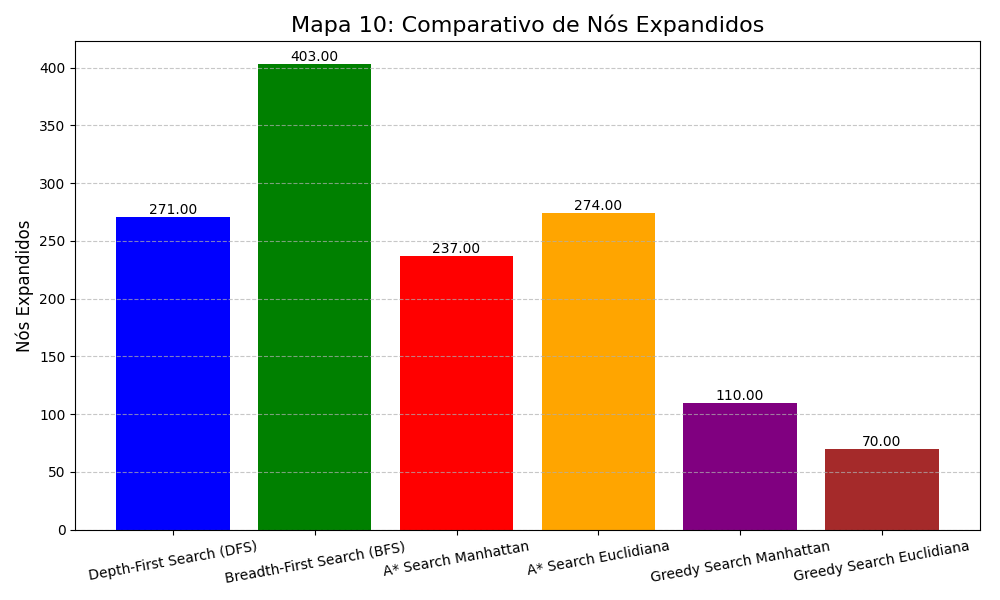 Mapa 10: Comparativo de Nós Expandidos
Nós Expandidos
400
350
300
250
200
150
100
50
0
271.00
403.00
237.00
274.00
110.00
70.00
Depth-First Search (DFS)
Breadth-First Search (BFS)
A* Search Manhattan
A* Search Euclidiana
Greedy Search Manhattan
Greedy Search Euclidiana